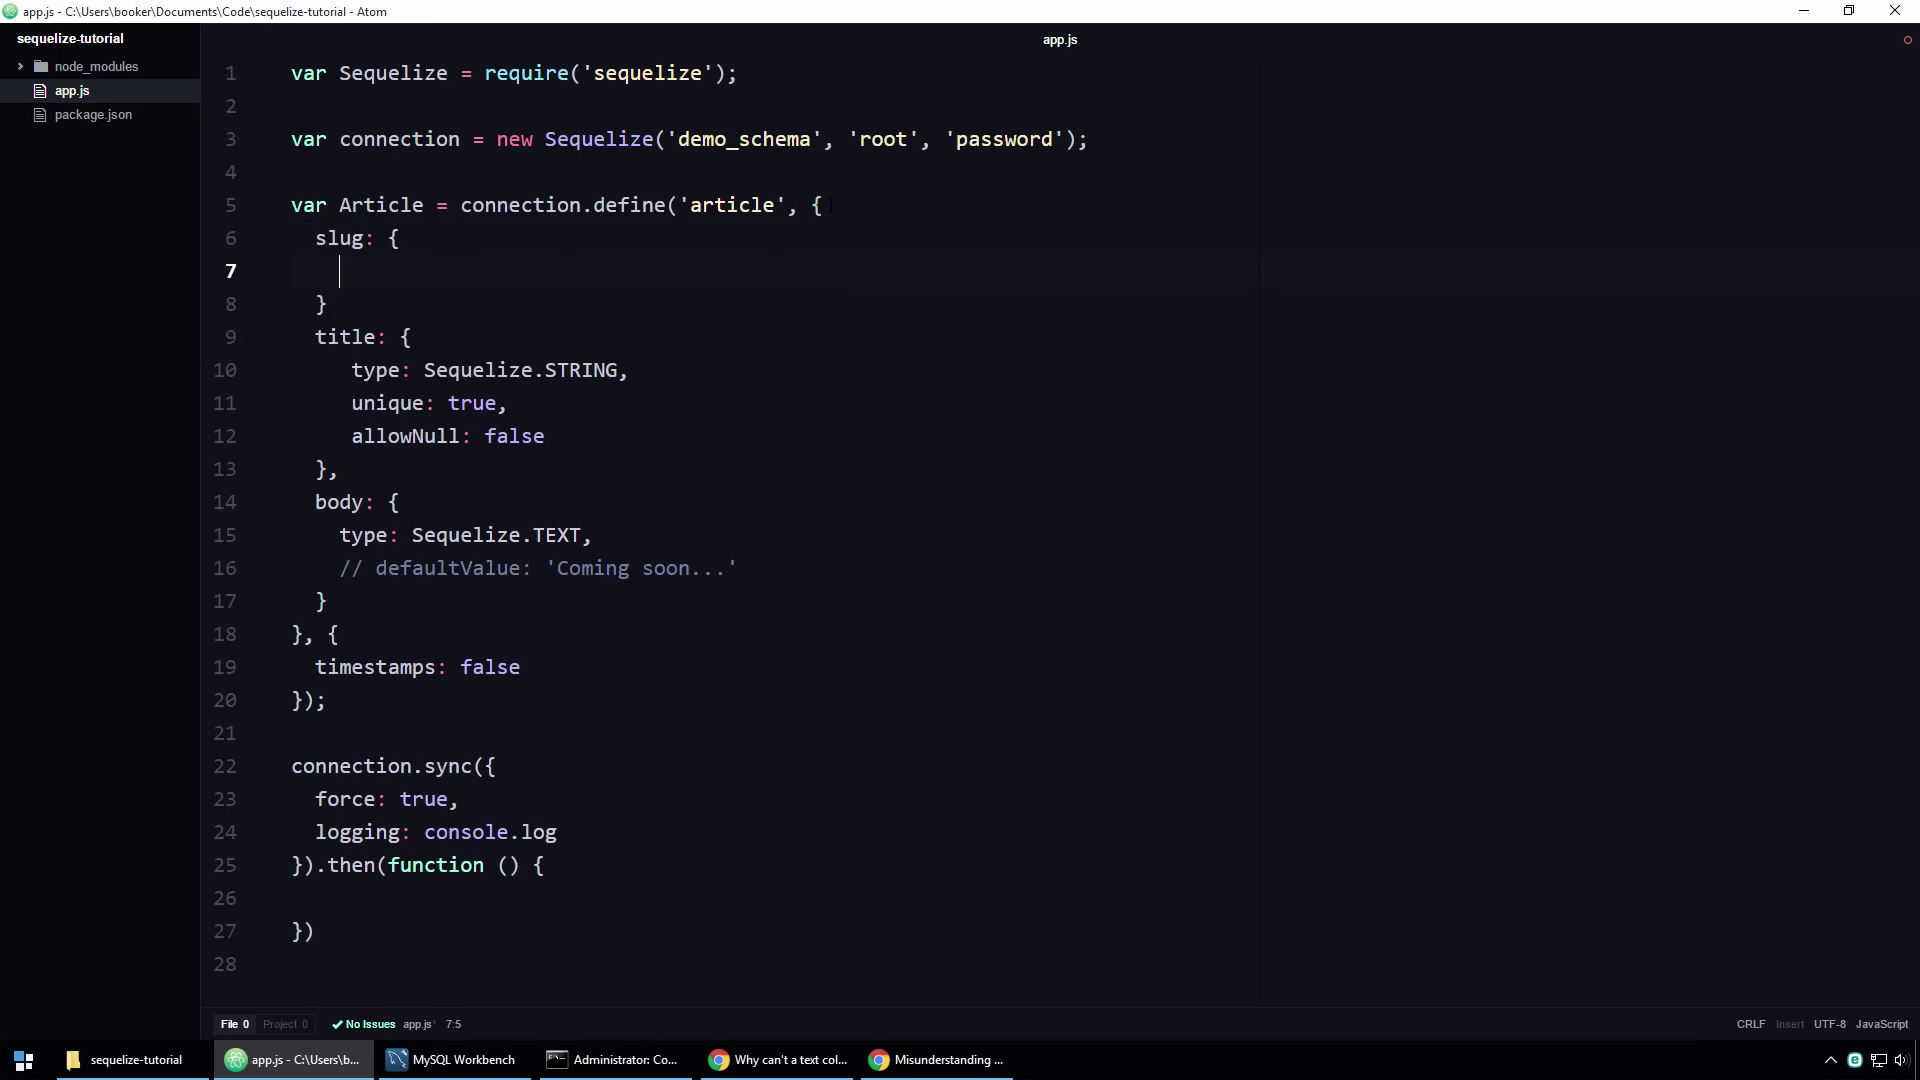 app.js - C:\Users\booker\Documents\Code\sequelize-tutorial - Atom
sequelize-tutorial
node_modules
app.js
package.json
app.js
1 var Sequelize = require('sequelize');
2
3 var connection = new Sequelize('demo_schema', 'root', 'password');
4
5 var Article = connection.define('article', {
6 slug: {
7
8 }
9 title: {
10 type: Sequelize.STRING,
11 unique: true,
12 allowNull: false
13 },
14 body: {
15 type: Sequelize.TEXT,
16 // defaultValue: 'Coming soon...'
17 }
18 }, {
19 timestamps: false
20 });
21
22 connection.sync({
23 force: true,
24 logging: console.log
25 }).then(function () {
26
27 })
28
File 0 Project 0 No Issues app.js* 7:5 CRLF Insert UTF-8 JavaScript
sequelize-tutorial app.js - C:\Users\b... MySQL Workbench Administrator: Co... Why can't a text col... Misunderstanding ...